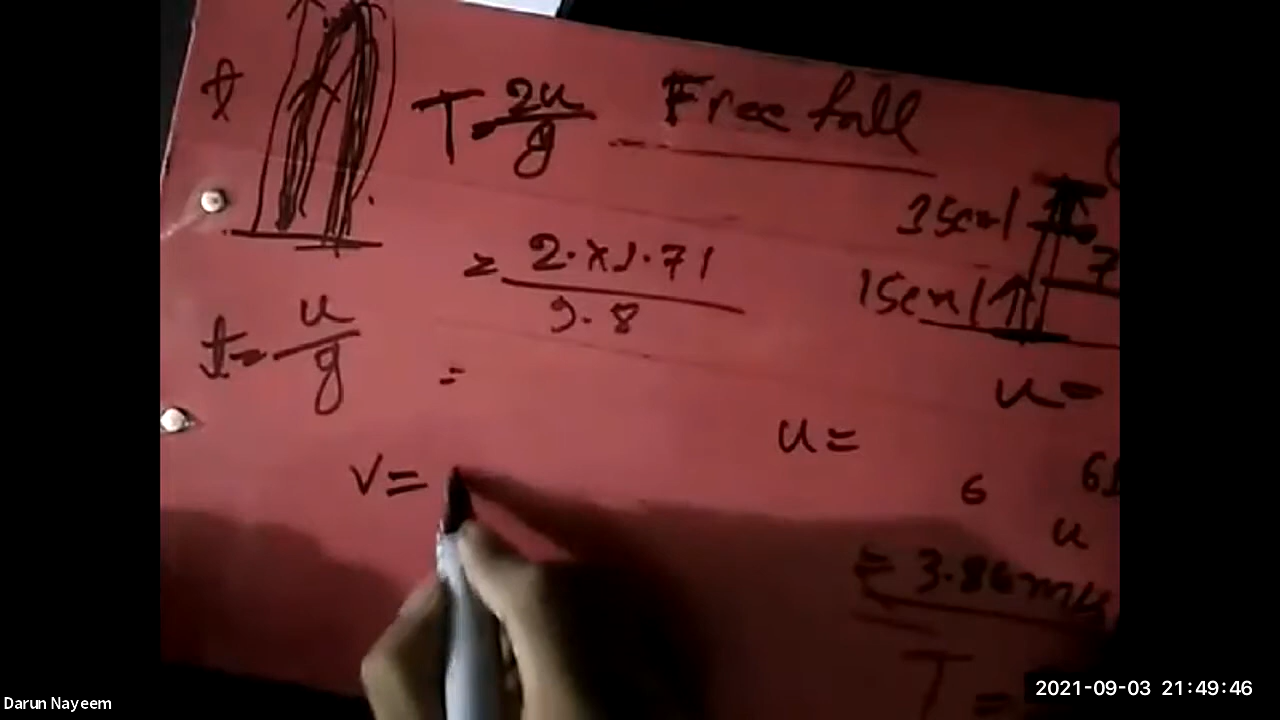 Free fall
t
T = 2u/g
= 2.×1.71/9.8
=
t = u/g
v =
35cm
15cm
7
u =
u =
6
u
= 3.86
T =
Darun Nayeem
2021-09-03 21:49:46